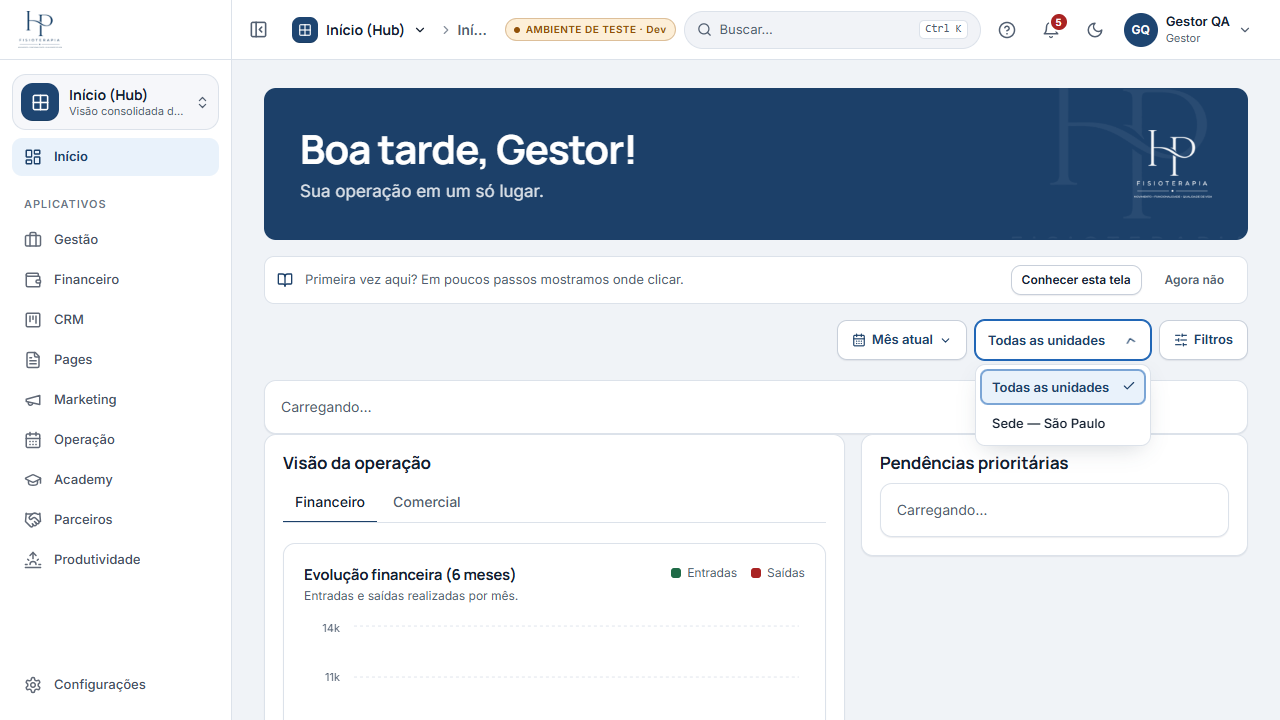 HP
FISIOTERAPIA
Início (Hub)
Iní...
AMBIENTE DE TESTE · Dev
Buscar...
Ctrl K
5
GQ
Gestor QA
Gestor
Início (Hub)
Visão consolidada d...
Início
APLICATIVOS
Gestão
Financeiro
CRM
Pages
Marketing
Operação
Academy
Parceiros
Produtividade
Configurações
Boa tarde, Gestor!
Sua operação em um só lugar.
HP
FISIOTERAPIA
Primeira vez aqui? Em poucos passos mostramos onde clicar.
Conhecer esta tela
Agora não
Mês atual
Todas as unidades
Filtros
Todas as unidades
Sede — São Paulo
Carregando...
Visão da operação
Financeiro
Comercial
Evolução financeira (6 meses)
Entradas e saídas realizadas por mês.
Entradas
Saídas
14k
11k
Pendências prioritárias
Carregando...